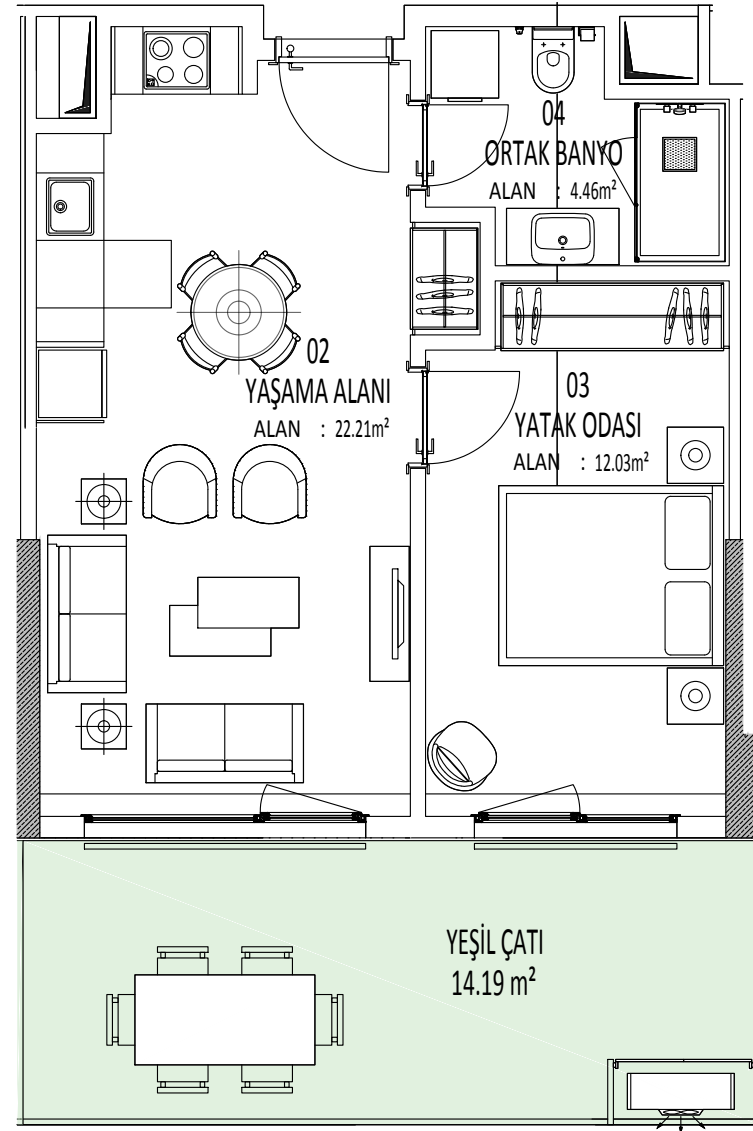 04
ORTAK BANYO
ALAN : 4.46m²
02
YAŞAMA ALANI
ALAN : 22.21m²
03
YATAK ODASI
ALAN : 12.03m²
YEŞİL ÇATI
14.19 m²